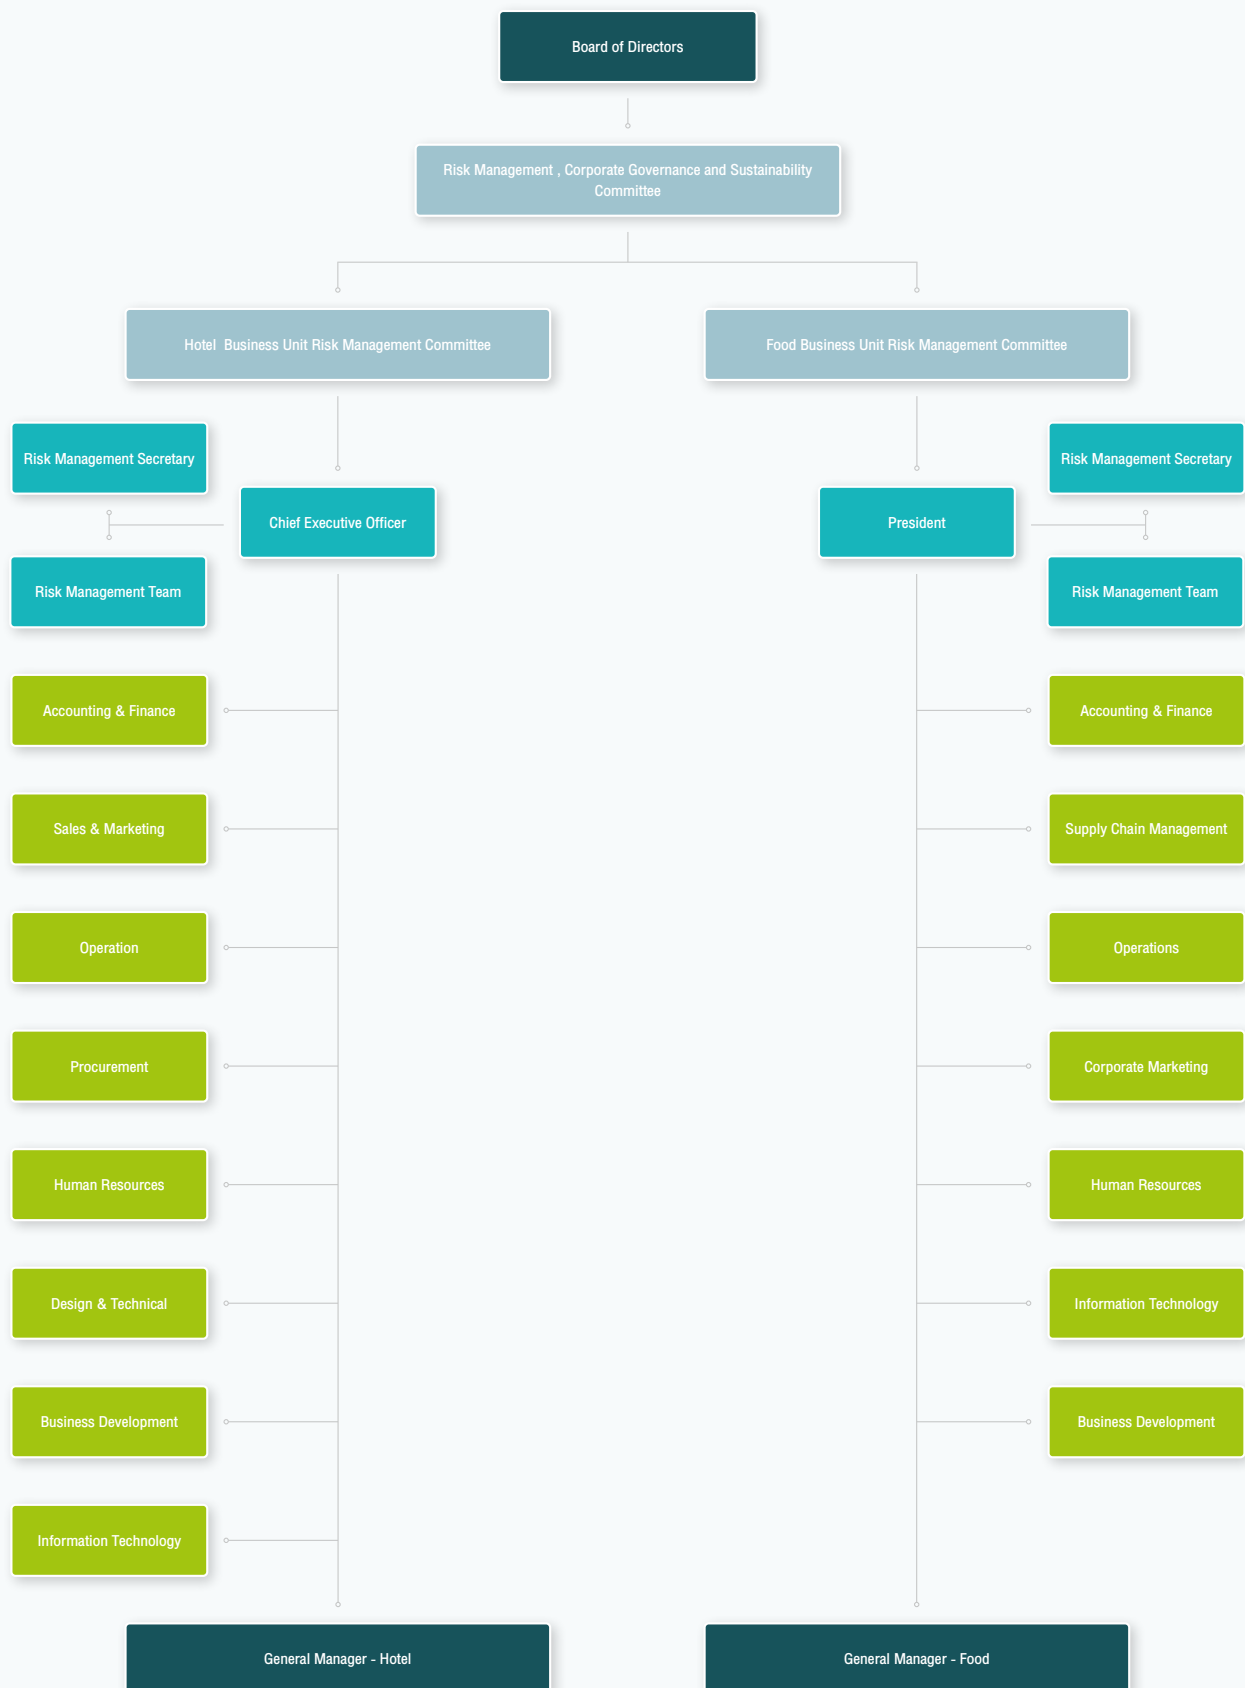 Board of Directors
Risk Management , Corporate Governance and Sustainability
Committee
Hotel  Business Unit Risk Management Committee
Food Business Unit Risk Management Committee
Risk Management Secretary
Risk Management Secretary
Chief Executive Officer
President
Risk Management Team
Risk Management Team
Accounting & Finance
Accounting & Finance
Sales & Marketing
Supply Chain Management
Operation
Operations
Procurement
Corporate Marketing
Human Resources
Human Resources
Design & Technical
Information Technology
Business Development
Business Development
Information Technology
General Manager - Hotel
General Manager - Food